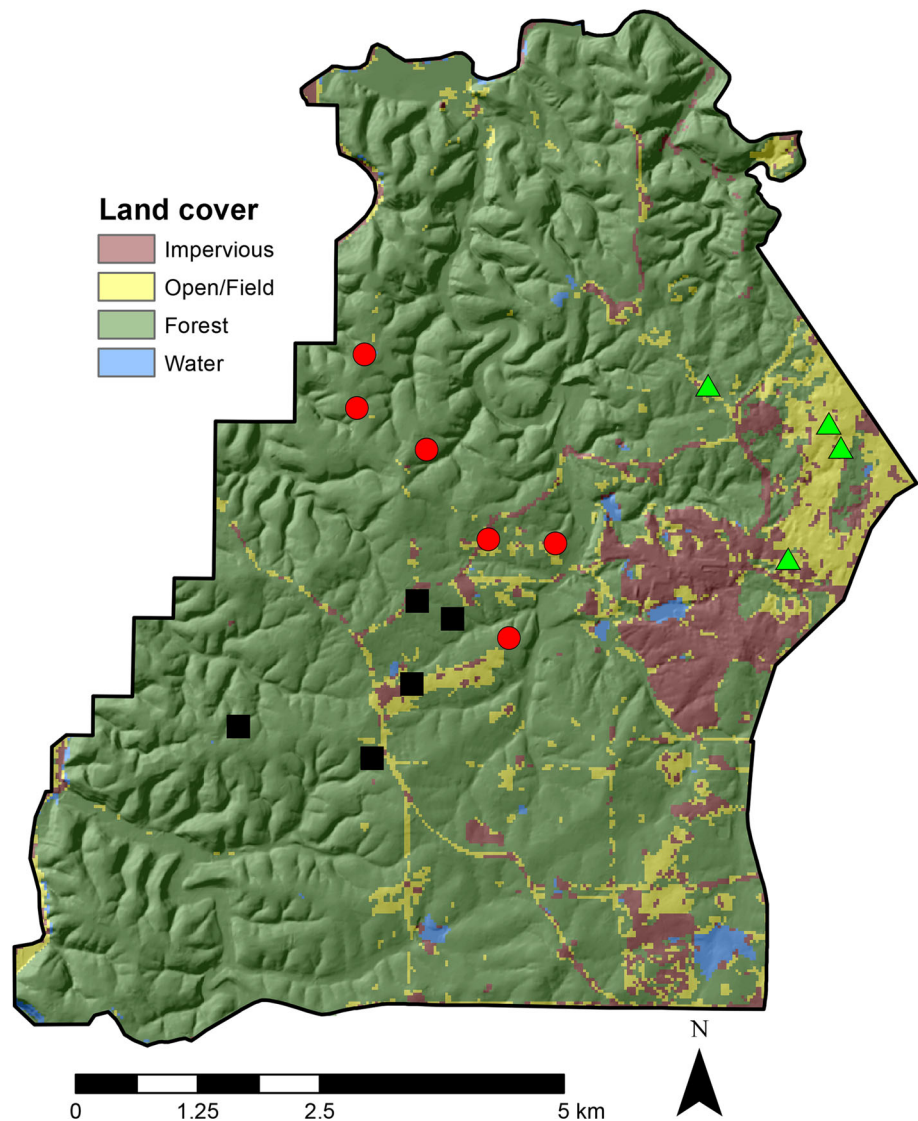 Land cover
Impervious
Open/Field
Forest
Water
N
0 1.25 2.5 5 km